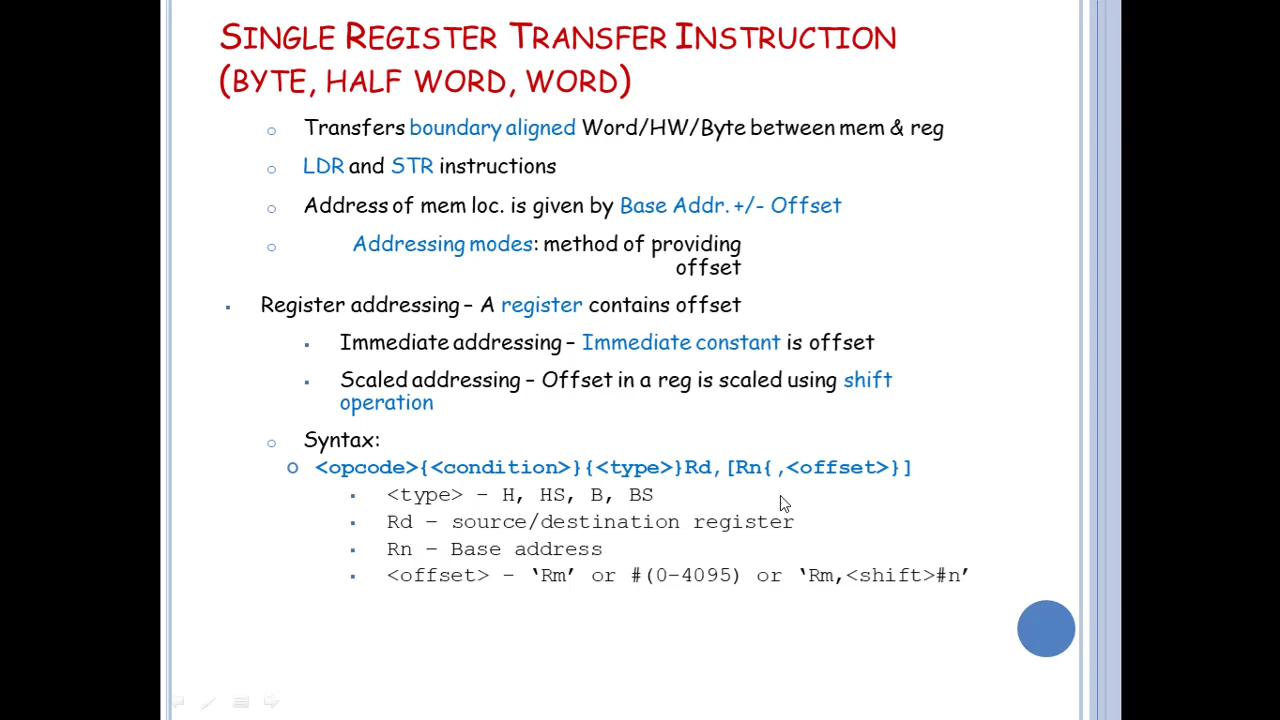 SINGLE REGISTER TRANSFER INSTRUCTION
(BYTE, HALF WORD, WORD)
Transfers boundary aligned Word/HW/Byte between mem & reg
LDR and STR instructions
Address of mem loc. is given by Base Addr. +/- Offset
Addressing modes: method of providing
offset
Register addressing – A register contains offset
Immediate addressing – Immediate constant is offset
Scaled addressing – Offset in a reg is scaled using shift
operation
Syntax:
<opcode>{<condition>}{<type>}Rd,[Rn{,<offset>}]
<type> – H, HS, B, BS
Rd – source/destination register
Rn – Base address
<offset> – ‘Rm’ or #(0–4095) or ‘Rm,<shift>#n’